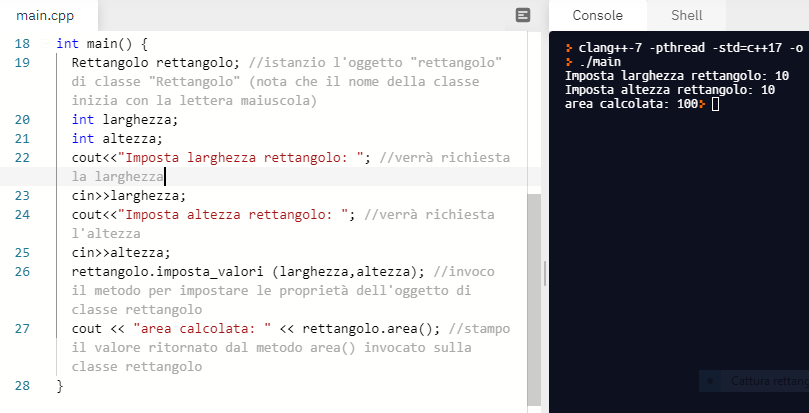 main.cpp
18 int main() {
19 Rettangolo rettangolo; //istanzio l'oggetto "rettangolo"
di classe "Rettangolo" (nota che il nome della classe
inizia con la lettera maiuscola)
20 int larghezza;
21 int altezza;
22 cout<<"Imposta larghezza rettangolo: "; //verrà richiesta
la larghezza
23 cin>>larghezza;
24 cout<<"Imposta altezza rettangolo: "; //verrà richiesta
l'altezza
25 cin>>altezza;
26 rettangolo.imposta_valori (larghezza,altezza); //invoco
il metodo per impostare le proprietà dell'oggetto di
classe rettangolo
27 cout << "area calcolata: " << rettangolo.area(); //stampo
il valore ritornato dal metodo area() invocato sulla
classe rettangolo
28 }
Console Shell
clang++-7 -pthread -std=c++17 -o
./main
Imposta larghezza rettangolo: 10
Imposta altezza rettangolo: 10
area calcolata: 100
Cattura rettang